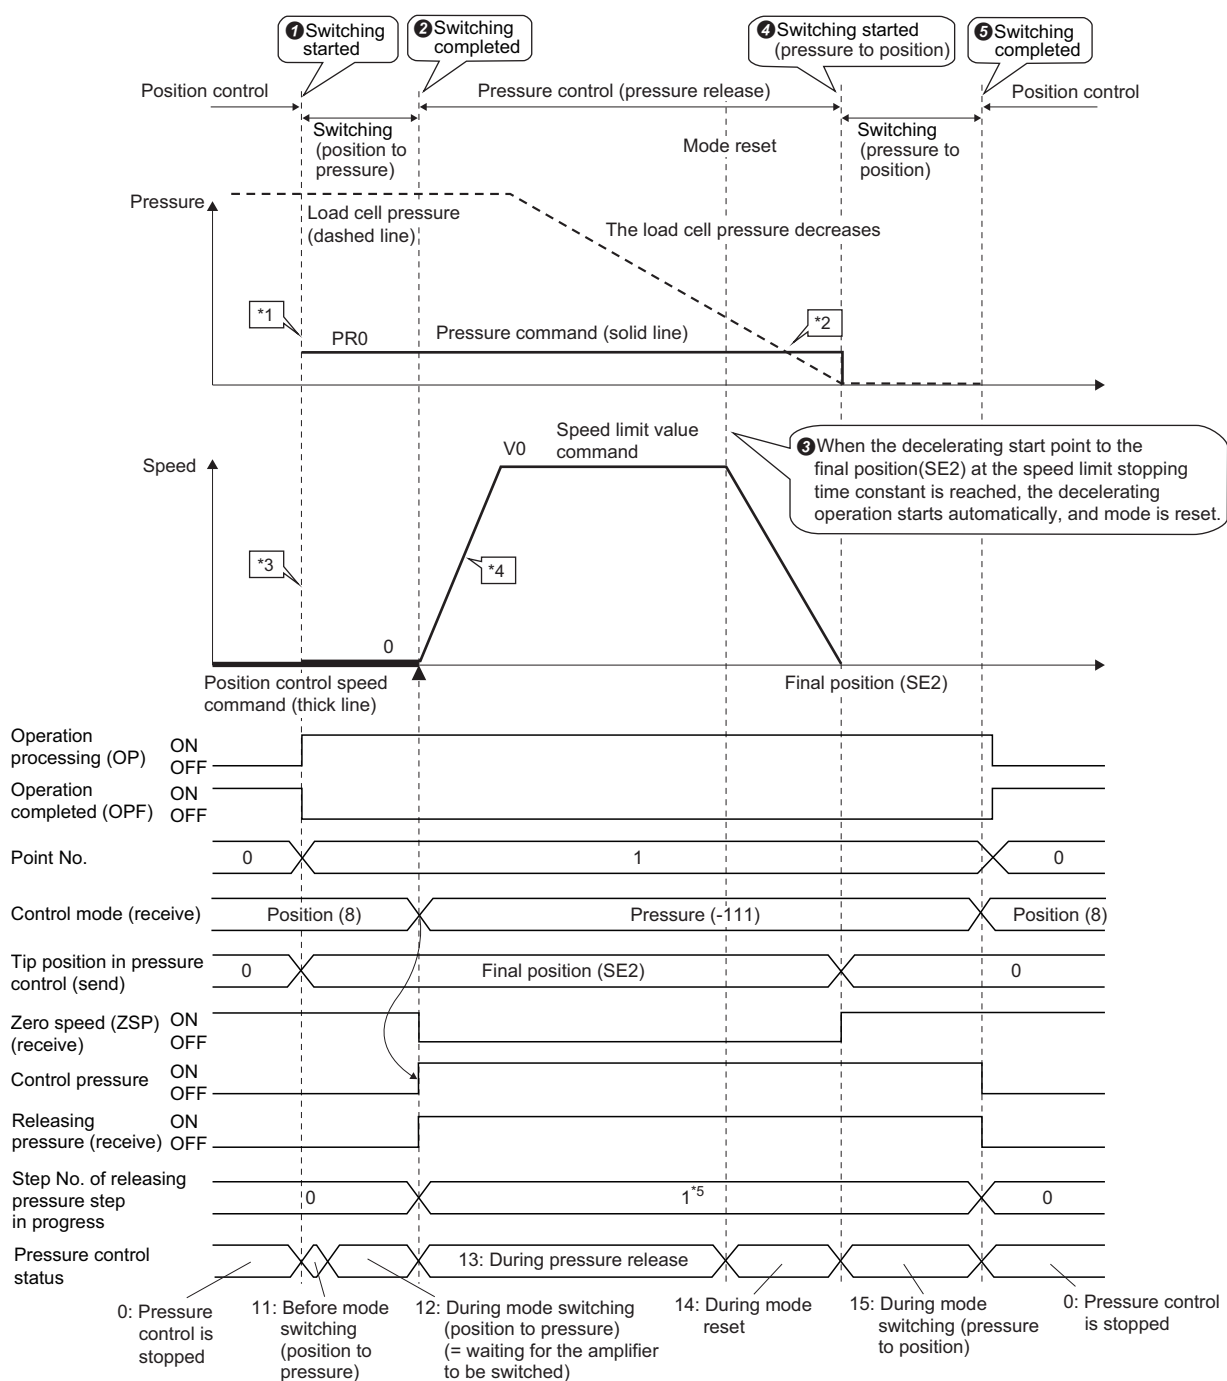 ❶Switching
started
❷Switching
completed
❹Switching started
(pressure to position)
❺Switching
completed
Position control
Pressure control (pressure release)
Position control
Switching
(position to
pressure)
Mode reset
Switching
(pressure to
position)
Pressure
Load cell pressure
(dashed line)
The load cell pressure decreases
*1
PR0
Pressure command (solid line)
*2
Speed
V0
Speed limit value
command
❸When the decelerating start point to the
final position(SE2) at the speed limit stopping
time constant is reached, the decelerating
operation starts automatically, and mode is reset.
*3
*4
0
Position control speed
command (thick line)
Final position (SE2)
Operation
processing (OP)
ON
OFF
Operation
completed (OPF)
ON
OFF
Point No.
0
1
0
Control mode (receive)
Position (8)
Pressure (-111)
Position (8)
Tip position in pressure
control (send)
0
Final position (SE2)
0
Zero speed (ZSP)
(receive)
ON
OFF
Control pressure
ON
OFF
Releasing
pressure (receive)
ON
OFF
Step No. of releasing
pressure step
in progress
0
1*5
0
Pressure control
status
13: During pressure release
0: Pressure
control is
stopped
11: Before mode
switching
(position to
pressure)
12: During mode switching
(position to pressure)
(= waiting for the amplifier
to be switched)
14: During mode
reset
15: During mode
switching (pressure
to position)
0: Pressure control
is stopped